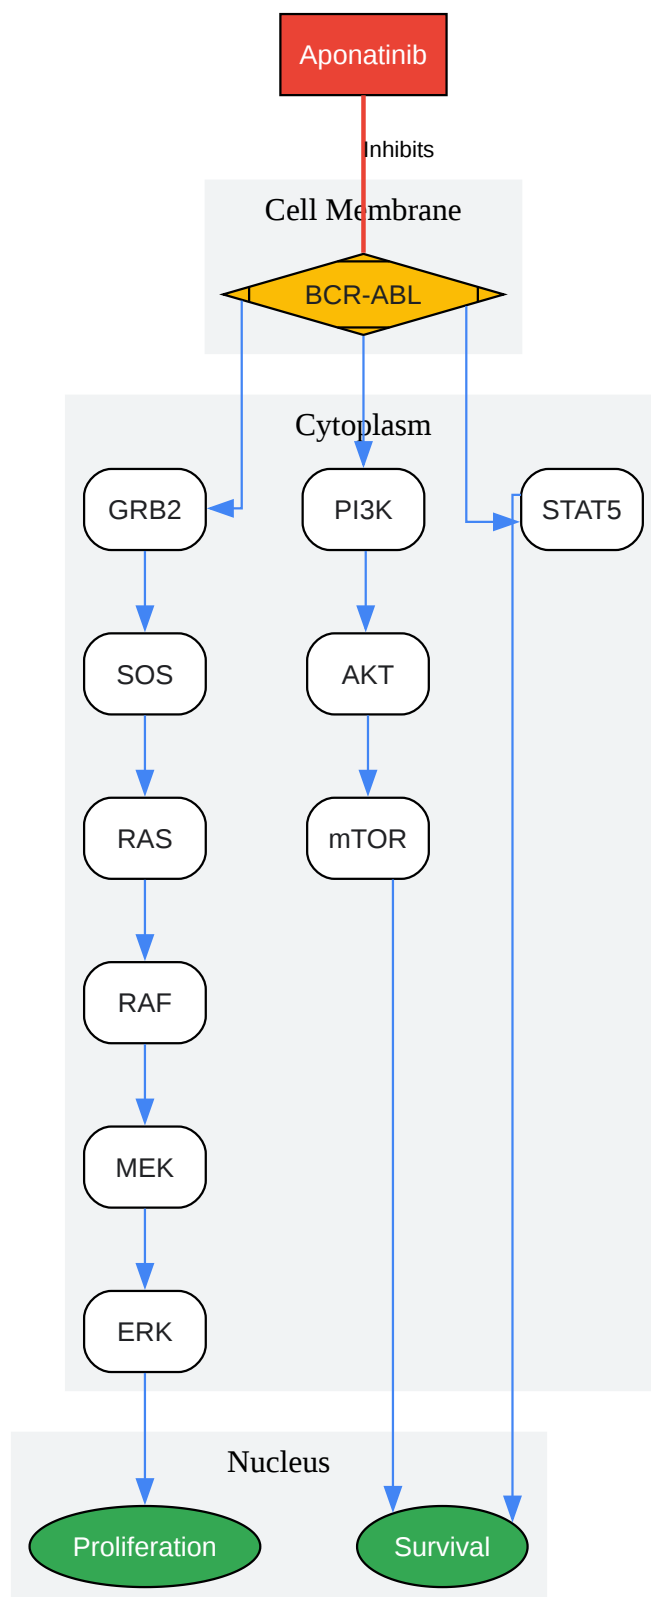 Aponatinib
Inhibits
Cell Membrane
BCR-ABL
Cytoplasm
GRB2
PI3K
STAT5
SOS
AKT
RAS
mTOR
RAF
MEK
ERK
Nucleus
Proliferation
Survival